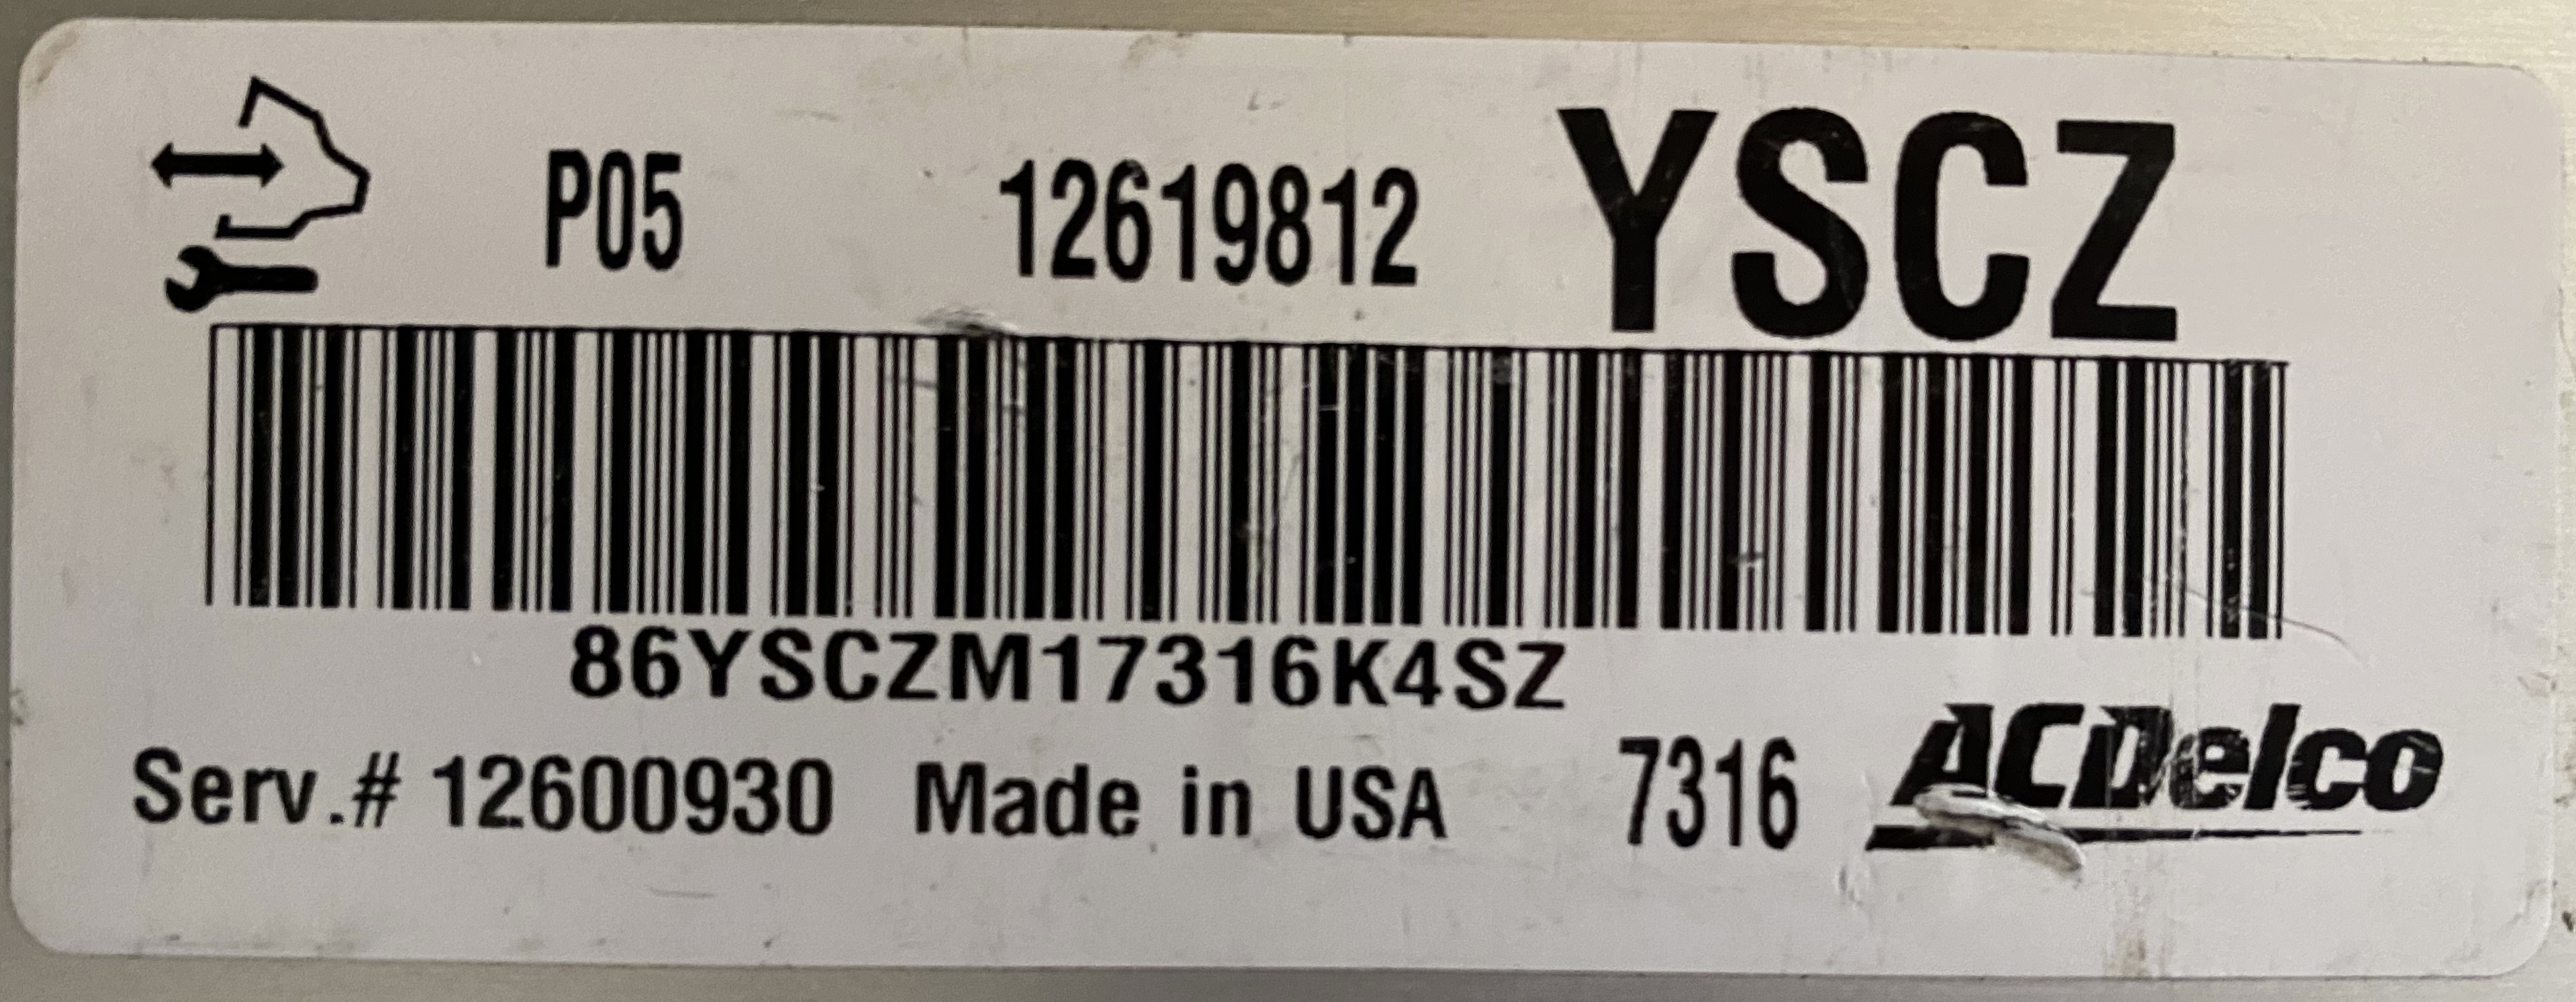 P05 12619812 YSCZ
86YSCZM17316K4SZ
Serv.# 12600930 Made in USA 7316 ACDelco